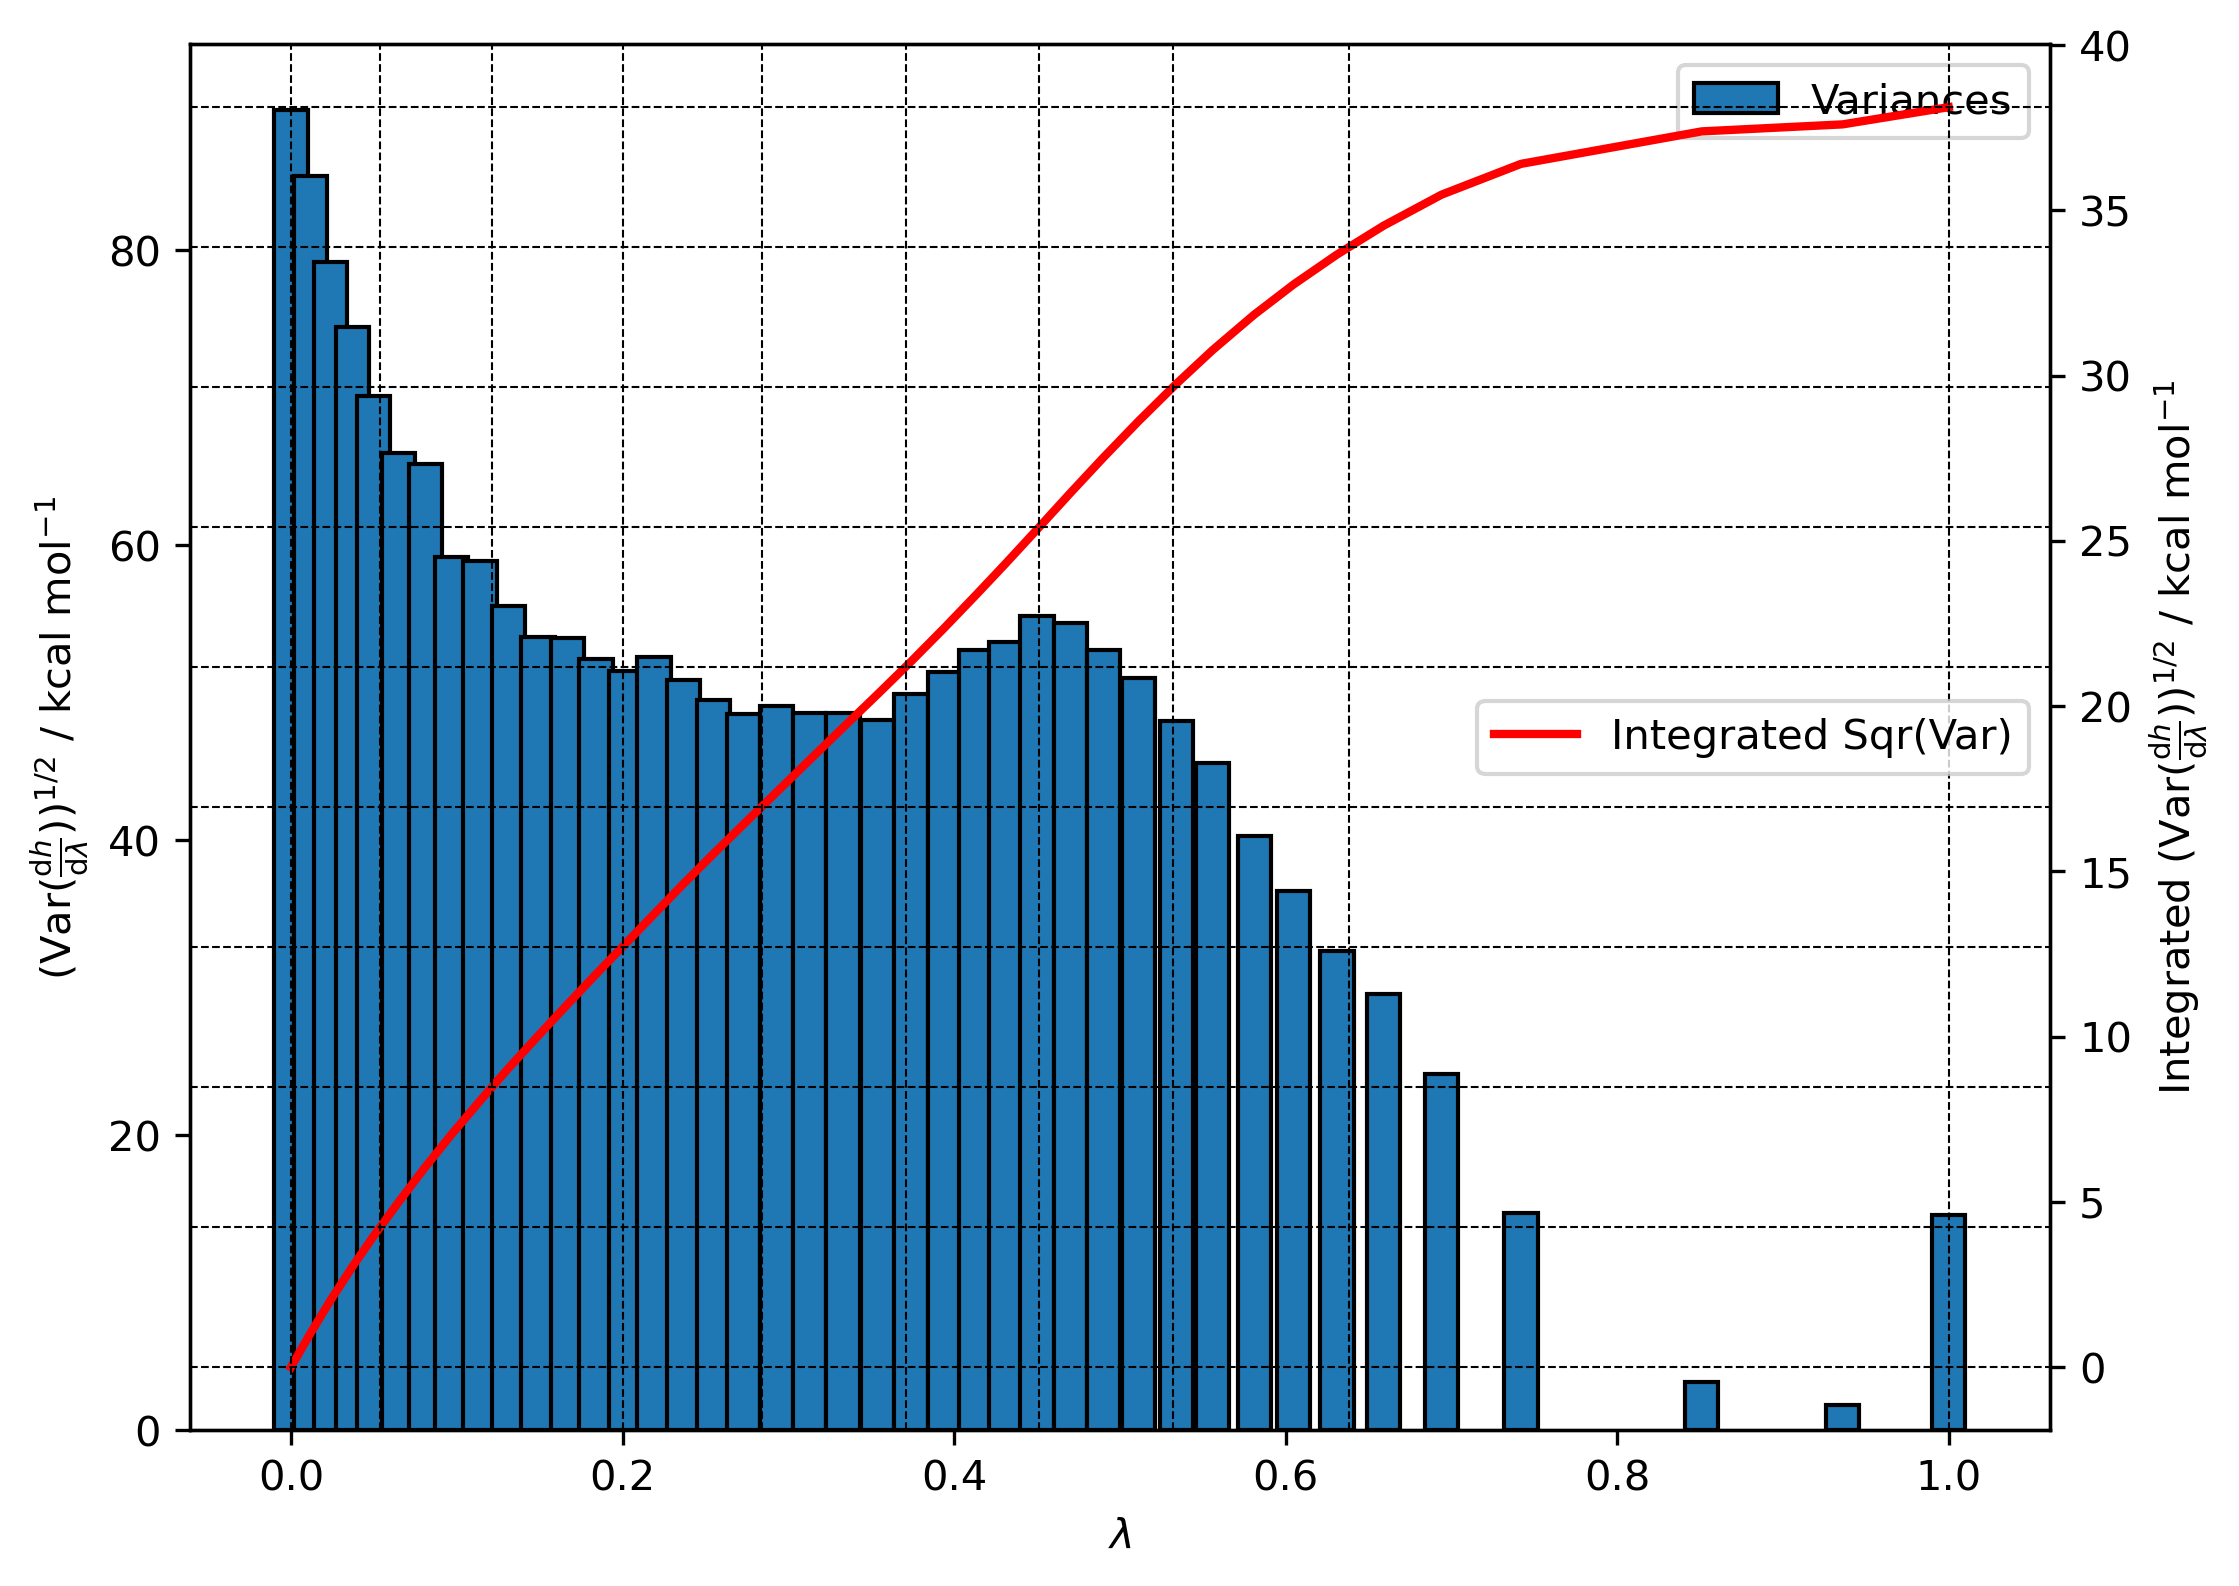 (Var(dh/dλ))^1/2 / kcal mol^−1
80
60
40
20
0
0.0 0.2 0.4 0.6 0.8 1.0
λ
Variances
Integrated Sqr(Var)
40
35
30
25
20
15
10
5
0
Integrated (Var(dh/dλ))^1/2 / kcal mol^−1